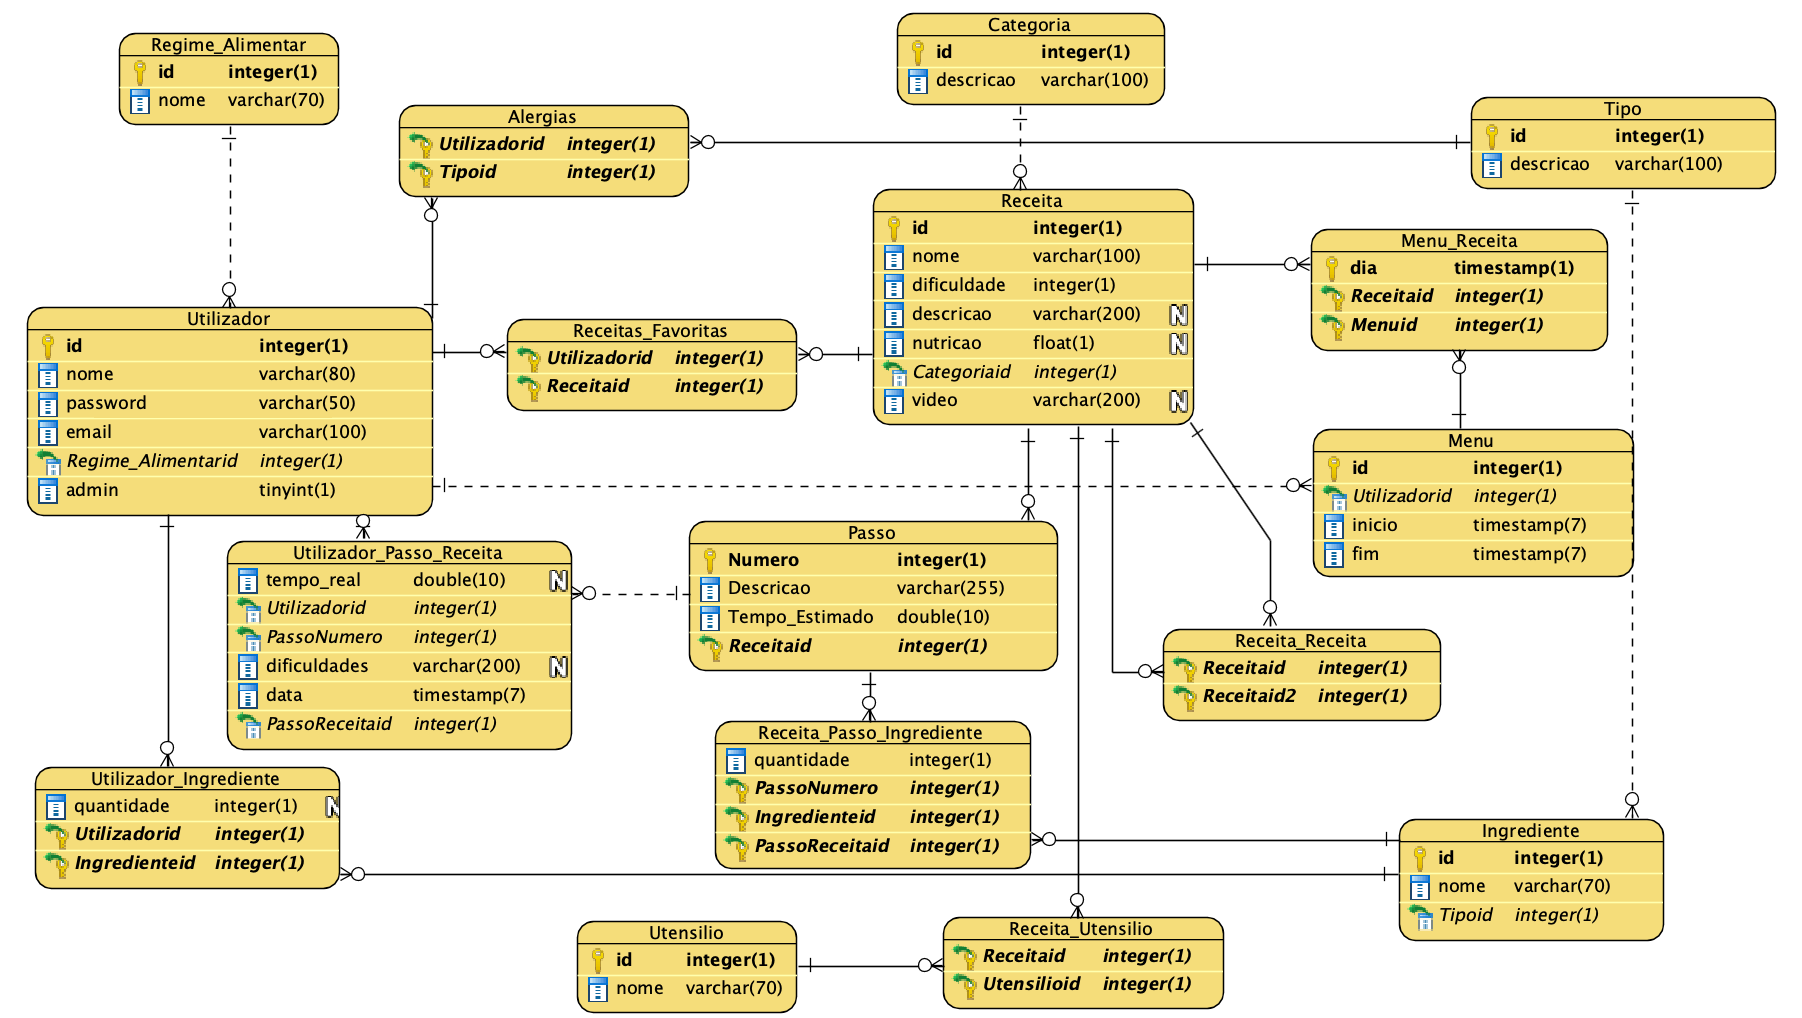 Regime_Alimentar
id integer(1)
nome varchar(70)
Categoria
id integer(1)
descricao varchar(100)
Alergias
Utilizadorid integer(1)
Tipoid integer(1)
Tipo
id integer(1)
descricao varchar(100)
Receita
id integer(1)
nome varchar(100)
dificuldade integer(1)
descricao varchar(200) N
nutricao float(1) N
Categoriaid integer(1)
video varchar(200) N
Menu_Receita
dia timestamp(1)
Receitaid integer(1)
Menuid integer(1)
Utilizador
id integer(1)
nome varchar(80)
password varchar(50)
email varchar(100)
Regime_Alimentarid integer(1)
admin tinyint(1)
Receitas_Favoritas
Utilizadorid integer(1)
Receitaid integer(1)
Menu
id integer(1)
Utilizadorid integer(1)
inicio timestamp(7)
fim timestamp(7)
Utilizador_Passo_Receita
tempo_real double(10) N
Utilizadorid integer(1)
PassoNumero integer(1)
dificuldades varchar(200) N
data timestamp(7)
PassoReceitaid integer(1)
Passo
Numero integer(1)
Descricao varchar(255)
Tempo_Estimado double(10)
Receitaid integer(1)
Receita_Receita
Receitaid integer(1)
Receitaid2 integer(1)
Receita_Passo_Ingrediente
quantidade integer(1)
PassoNumero integer(1)
Ingredienteid integer(1)
PassoReceitaid integer(1)
Utilizador_Ingrediente
quantidade integer(1) N
Utilizadorid integer(1)
Ingredienteid integer(1)
Ingrediente
id integer(1)
nome varchar(70)
Tipoid integer(1)
Utensilio
id integer(1)
nome varchar(70)
Receita_Utensilio
Receitaid integer(1)
Utensilioid integer(1)